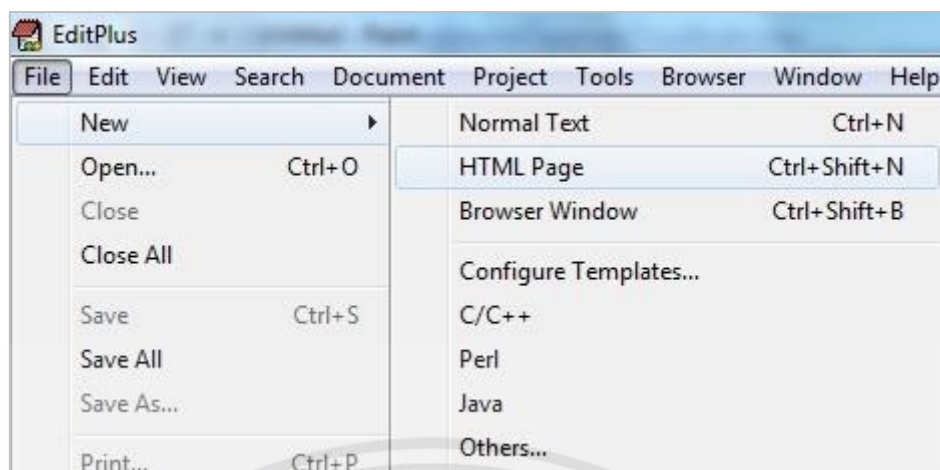 EditPlus
File Edit View Search Document Project Tools Browser Window Help
New
Open... Ctrl+O
Close
Close All
Save Ctrl+S
Save All
Save As...
Print... Ctrl+P
Normal Text Ctrl+N
HTML Page Ctrl+Shift+N
Browser Window Ctrl+Shift+B
Configure Templates...
C/C++
Perl
Java
Others...